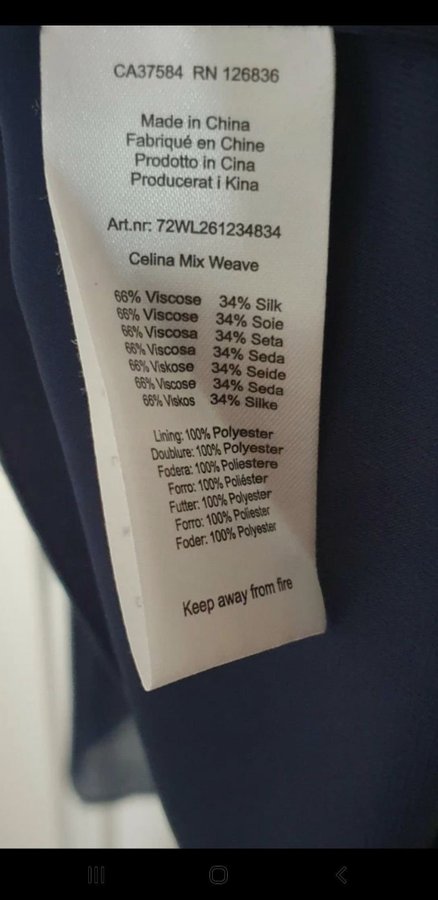 CA37584 RN 126836
Made in China
Fabriqué en Chine
Prodotto in Cina
Producerat i Kina
Art.nr: 72WL261234834
Celina Mix Weave
66% Viscose 34% Silk
66% Viscose 34% Soie
66% Viscosa 34% Seta
66% Viscosa 34% Seda
66% Viskose 34% Seide
66% Viscose 34% Seda
66% Viskos 34% Silke
Lining: 100% Polyester
Doublure: 100% Polyester
Fodera: 100% Poliestere
Forro: 100% Poliéster
Futter: 100% Polyester
Forro: 100% Poliester
Foder: 100% Polyester
Keep away from fire